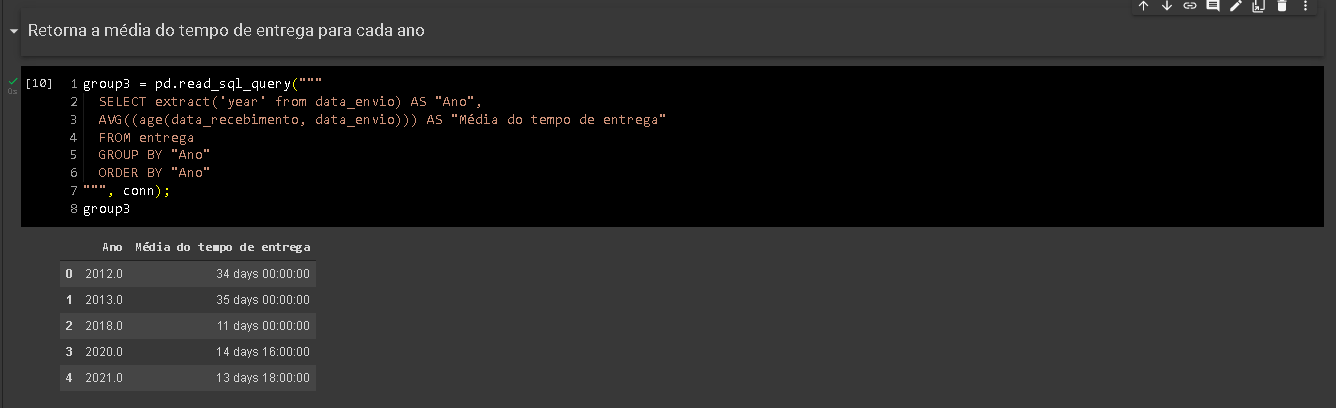 Retorna a média do tempo de entrega para cada ano
[10] 1 group3 = pd.read_sql_query("""
0s 2 SELECT extract('year' from data_envio) AS "Ano",
3 AVG((age(data_recebimento, data_envio))) AS "Média do tempo de entrega"
4 FROM entrega
5 GROUP BY "Ano"
6 ORDER BY "Ano"
7 """, conn);
8 group3
Ano Média do tempo de entrega
0 2012.0 34 days 00:00:00
1 2013.0 35 days 00:00:00
2 2018.0 11 days 00:00:00
3 2020.0 14 days 16:00:00
4 2021.0 13 days 18:00:00